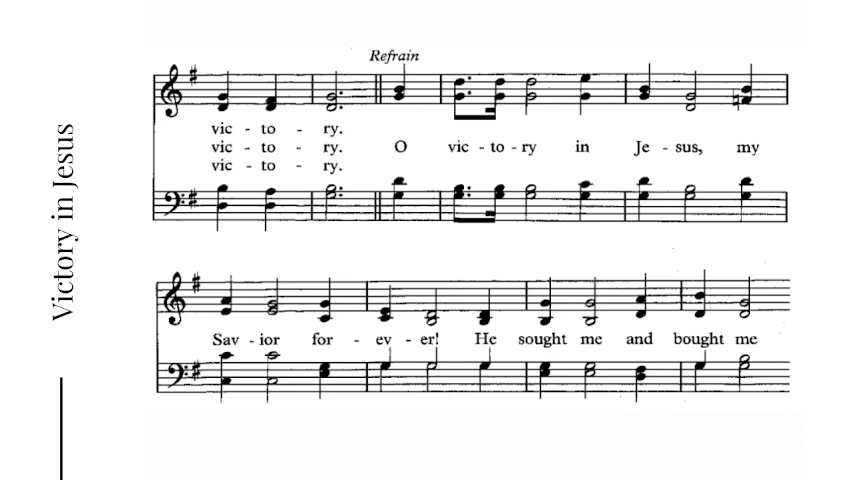 Victory in Jesus
Refrain
vic - to - ry.
vic - to - ry. O vic - to - ry in Je - sus, my
vic - to - ry.
Sav - ior for - ev - er! He sought me and bought me